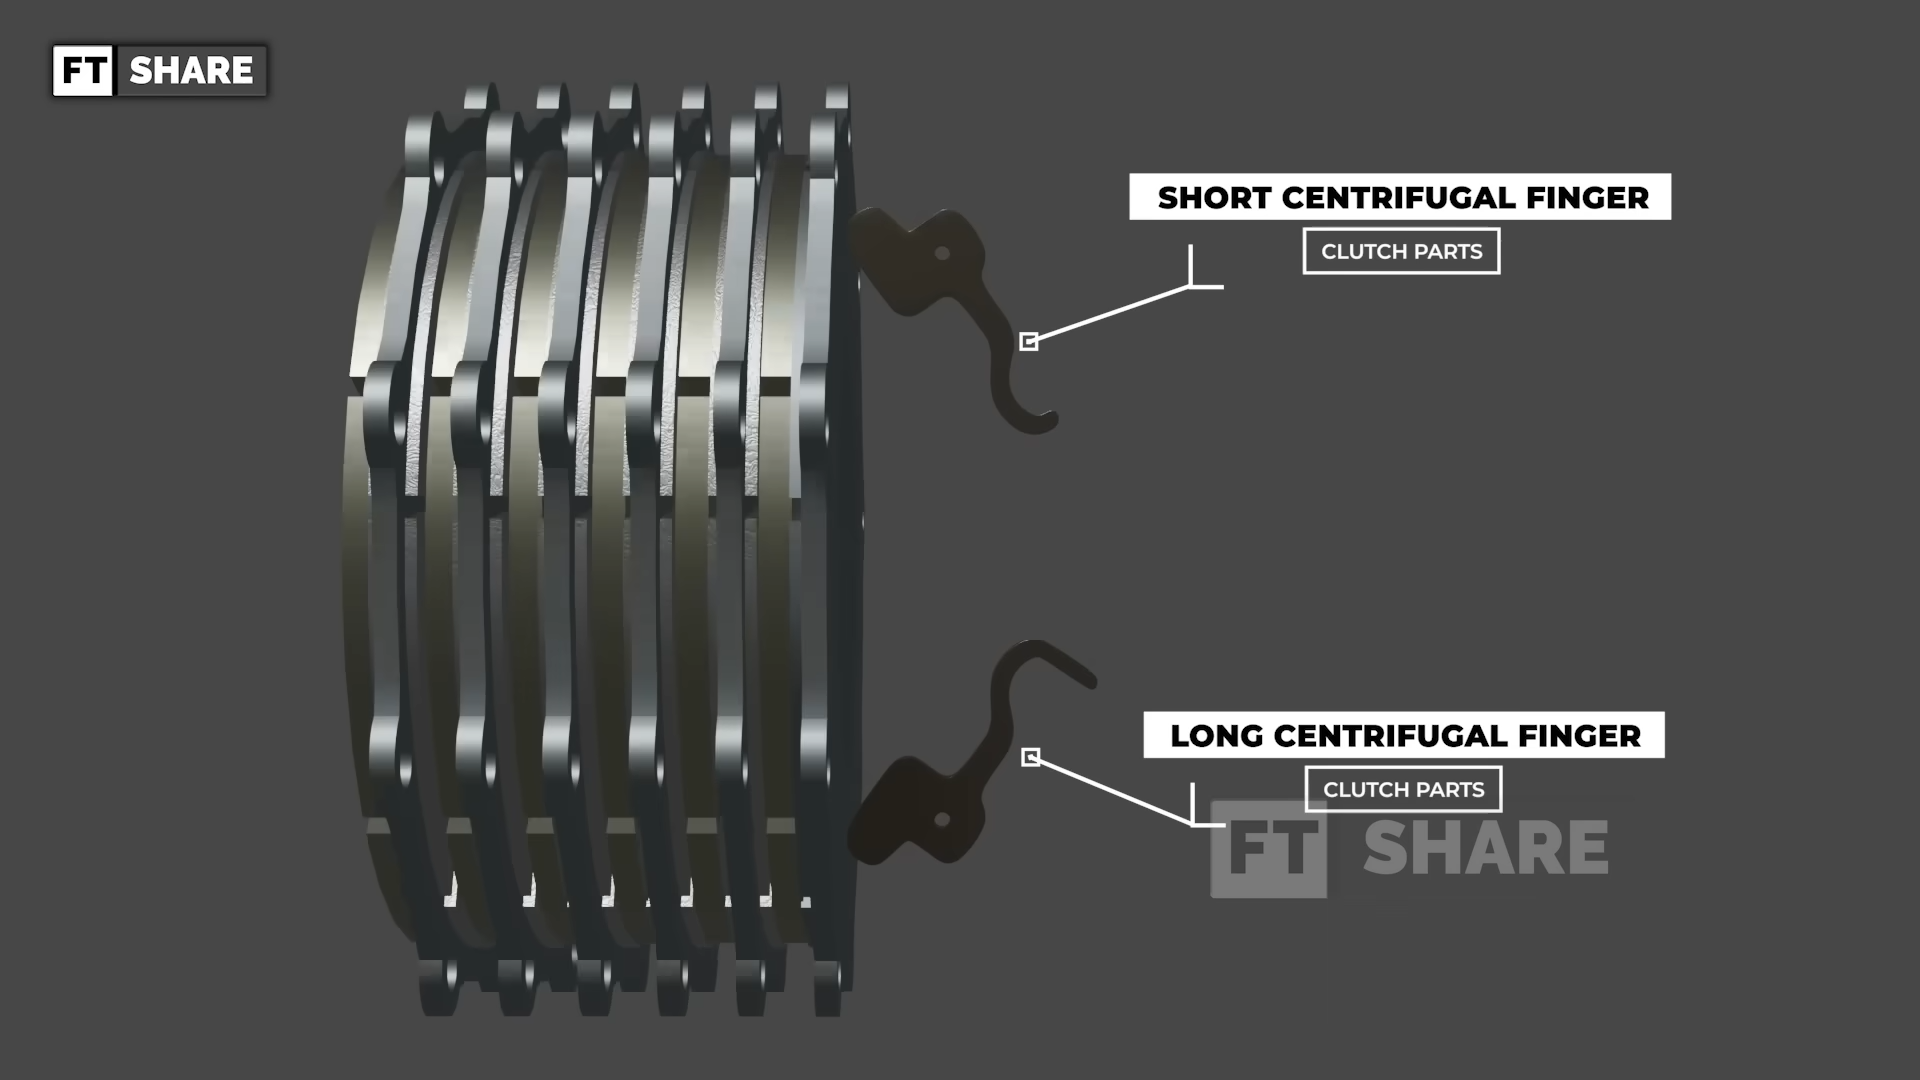 FT SHARE
SHORT CENTRIFUGAL FINGER
CLUTCH PARTS
LONG CENTRIFUGAL FINGER
CLUTCH PARTS
FT SHARE